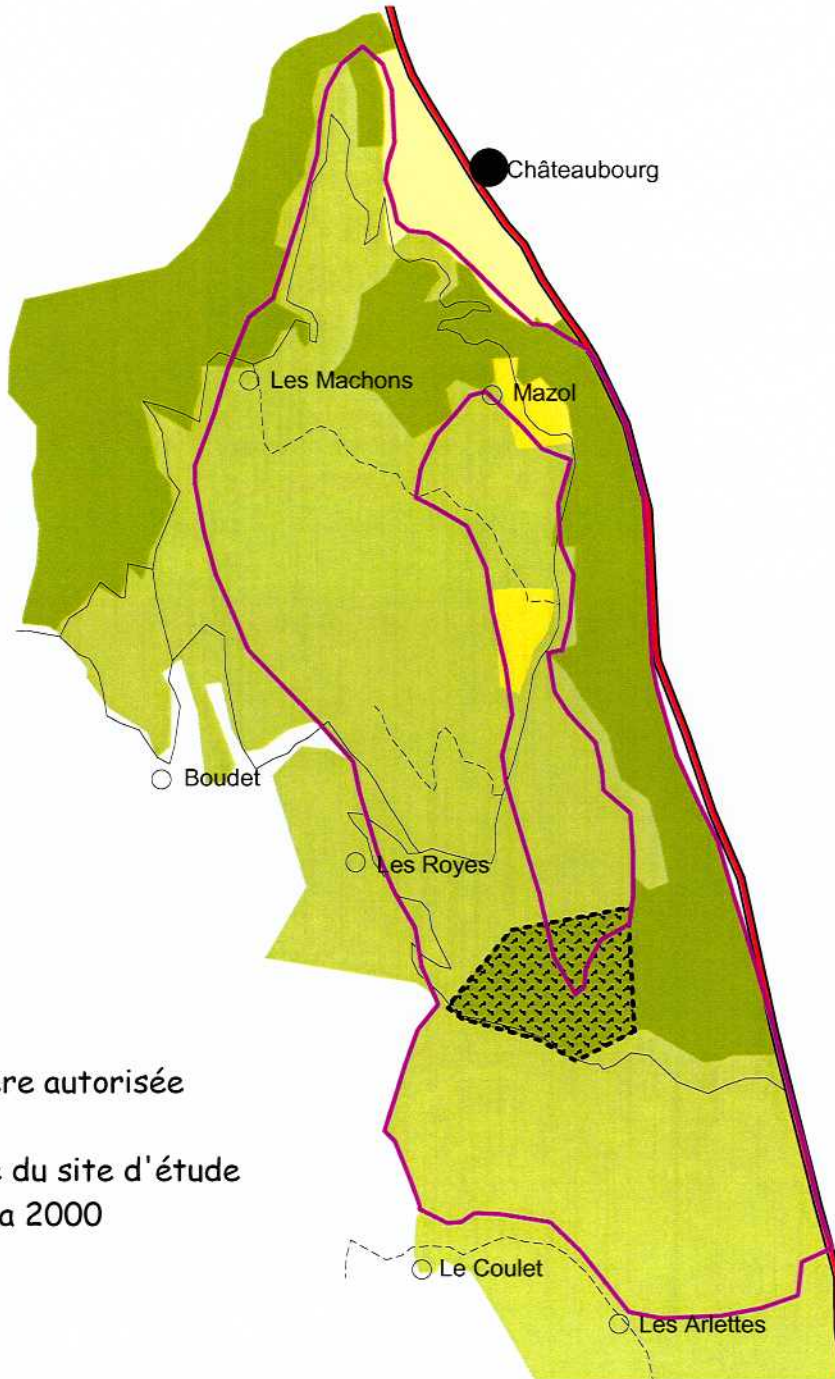 Châteaubourg
Les Machons
Mazol
Boudet
Les Royes
re autorisée
du site d'étude
a 2000
Le Coulet
Les Arlettes